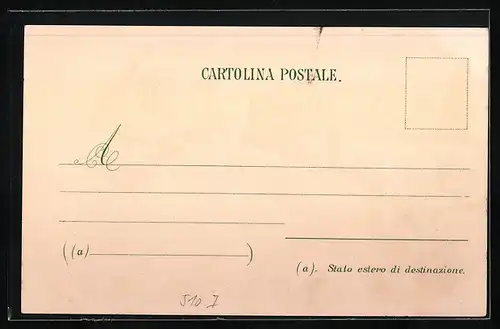 CARTOLINA POSTALE.
A
((a) )
(a). Stato estero di destinazione.
510